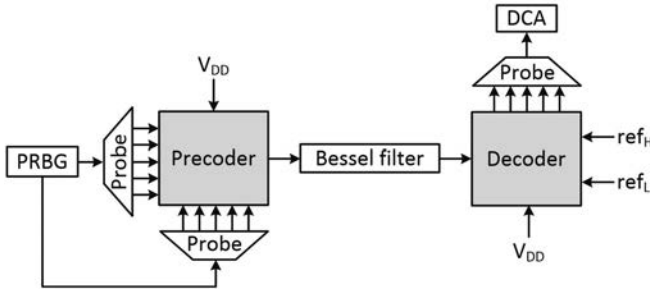 DCA
Probe
V_DD
PRBG
Probe
Precoder
Bessel filter
Decoder
ref_H
ref_L
Probe
V_DD